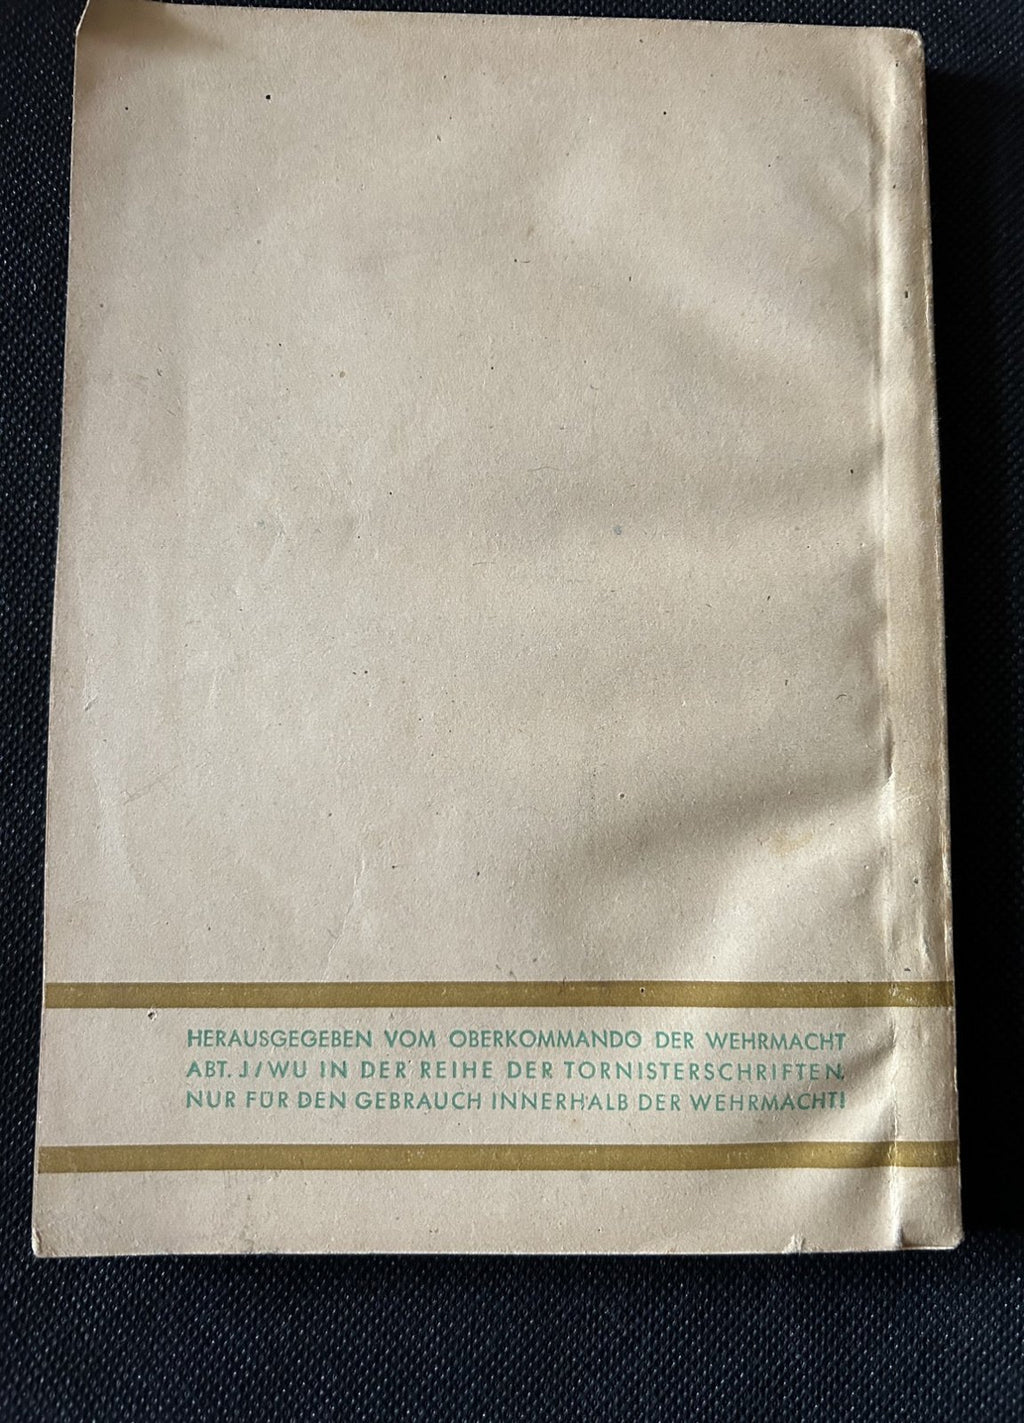 HERAUSGEGEBEN VOM OBERKOMMANDO DER WEHRMACHT
ABT. J/WU IN DER REIHE DER TORNISTERSCHRIFTEN.
NUR FÜR DEN GEBRAUCH INNERHALB DER WEHRMACHT!